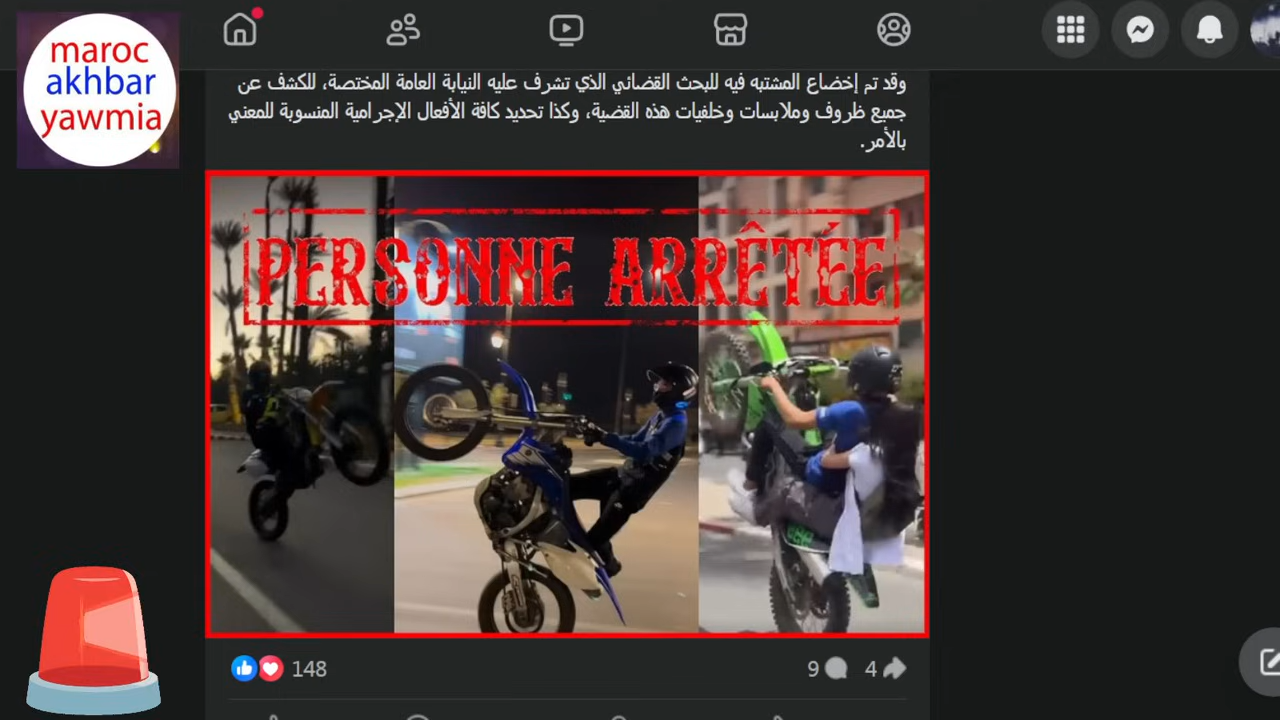 maroc
akhbar
yawmia
وقد تم إخضاع المشتبه فيه للبحث القضائي الذي تشرف عليه النيابة العامة المختصة، للكشف عن
جميع ظروف وملابسات وخلفيات هذه القضية، وكذا تحديد كافة الأفعال الإجرامية المنسوبة للمعني
بالأمر.
PERSONNE ARRÊTÉE
148
9 4